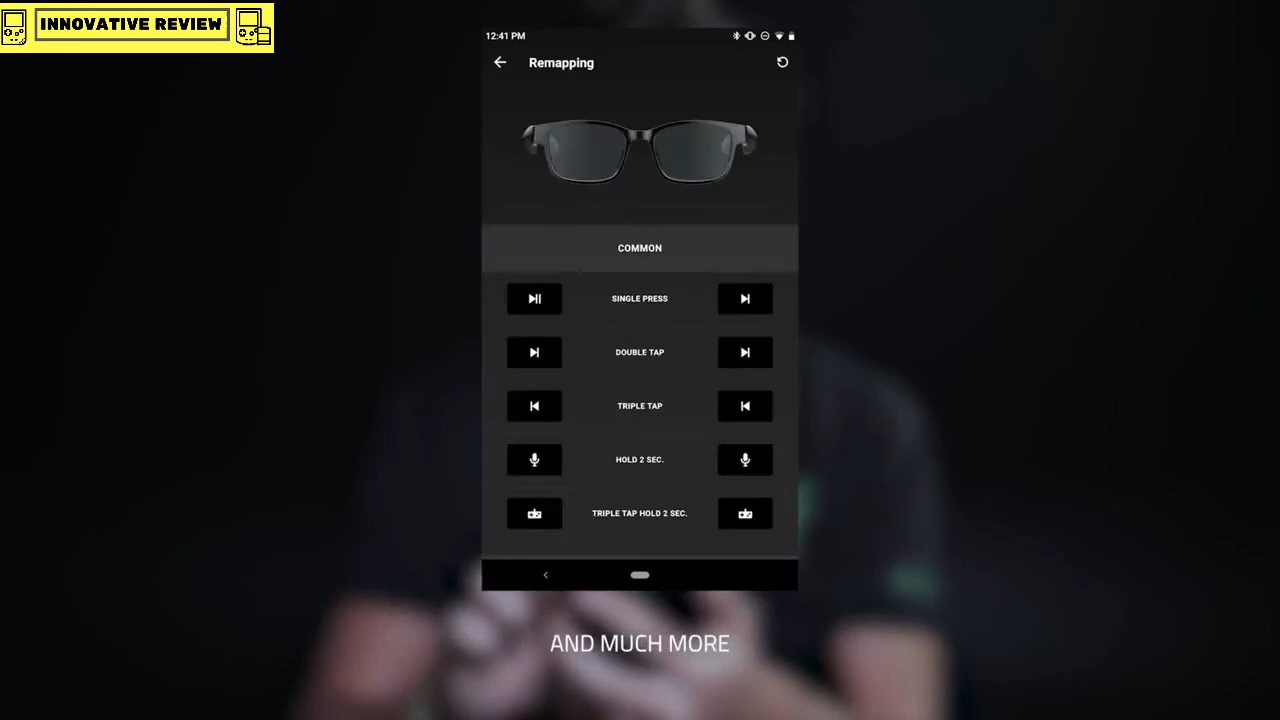 INNOVATIVE REVIEW
12:41 PM
Remapping
COMMON
SINGLE PRESS
DOUBLE TAP
TRIPLE TAP
HOLD 2 SEC.
TRIPLE TAP HOLD 2 SEC.
AND MUCH MORE